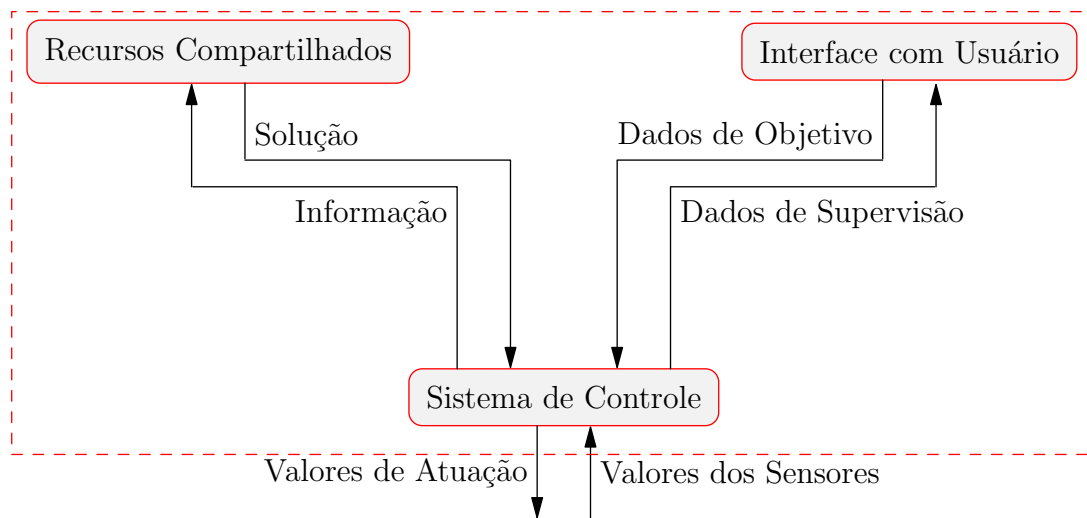 Recursos Compartilhados
Interface com Usuário
Solução
Dados de Objetivo
Informação
Dados de Supervisão
Sistema de Controle
Valores de Atuação
Valores dos Sensores